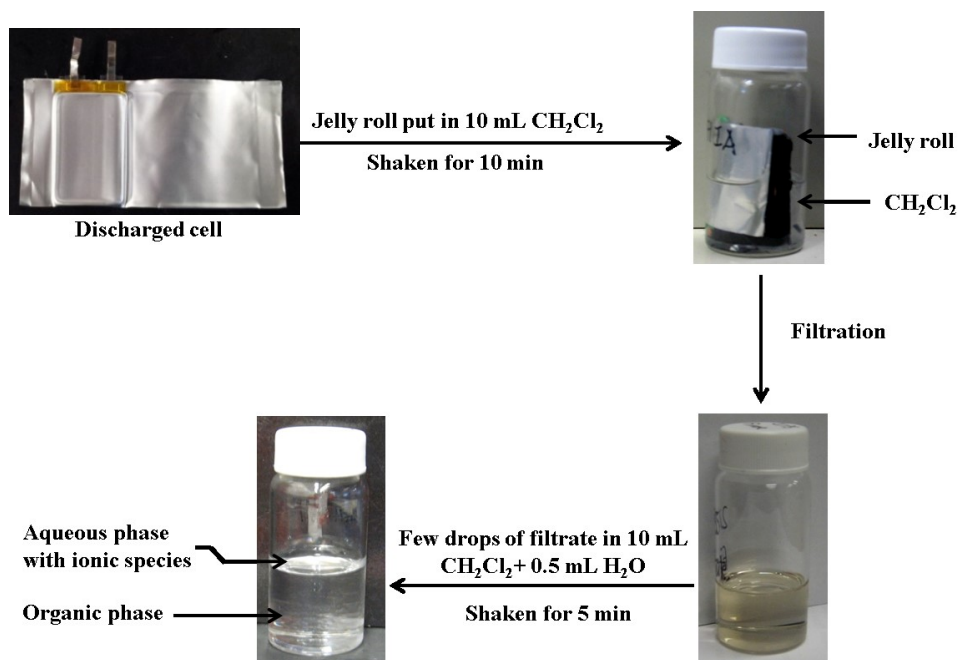 Jelly roll put in 10 mL CH₂Cl₂
Shaken for 10 min
Discharged cell
Jelly roll
CH₂Cl₂
Filtration
Few drops of filtrate in 10 mL
CH₂Cl₂+ 0.5 mL H₂O
Shaken for 5 min
Aqueous phase
with ionic species
Organic phase